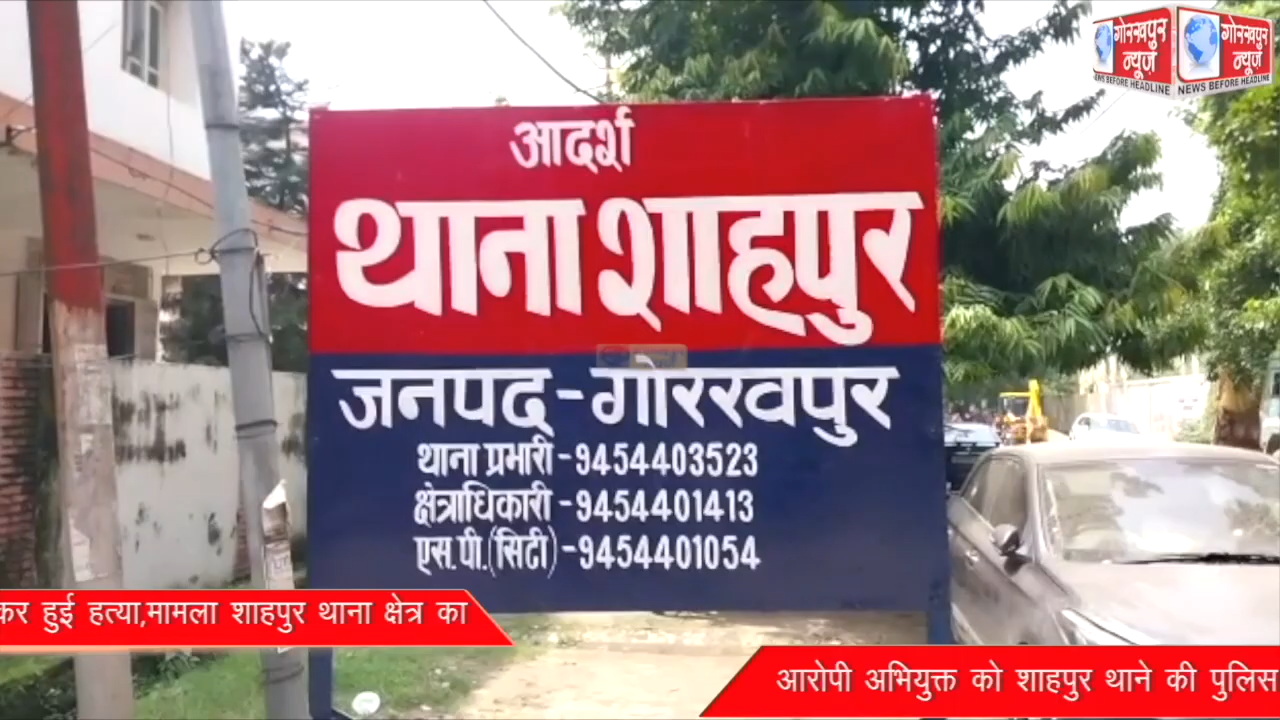 गोरखपुर
न्यूज़
NEWS BEFORE HEADLINE
गोरखपुर
न्यूज़
NEWS BEFORE HEADLINE
आदर्श
थाना शाहपुर
जनपद-गोरखपुर
थाना प्रभारी-9454403523
क्षेत्राधिकारी-9454401413
एस.पी.(सिटी)-9454401054
कर हुई हत्या,मामला शाहपुर थाना क्षेत्र का
आरोपी अभियुक्त को शाहपुर थाने की पुलिस